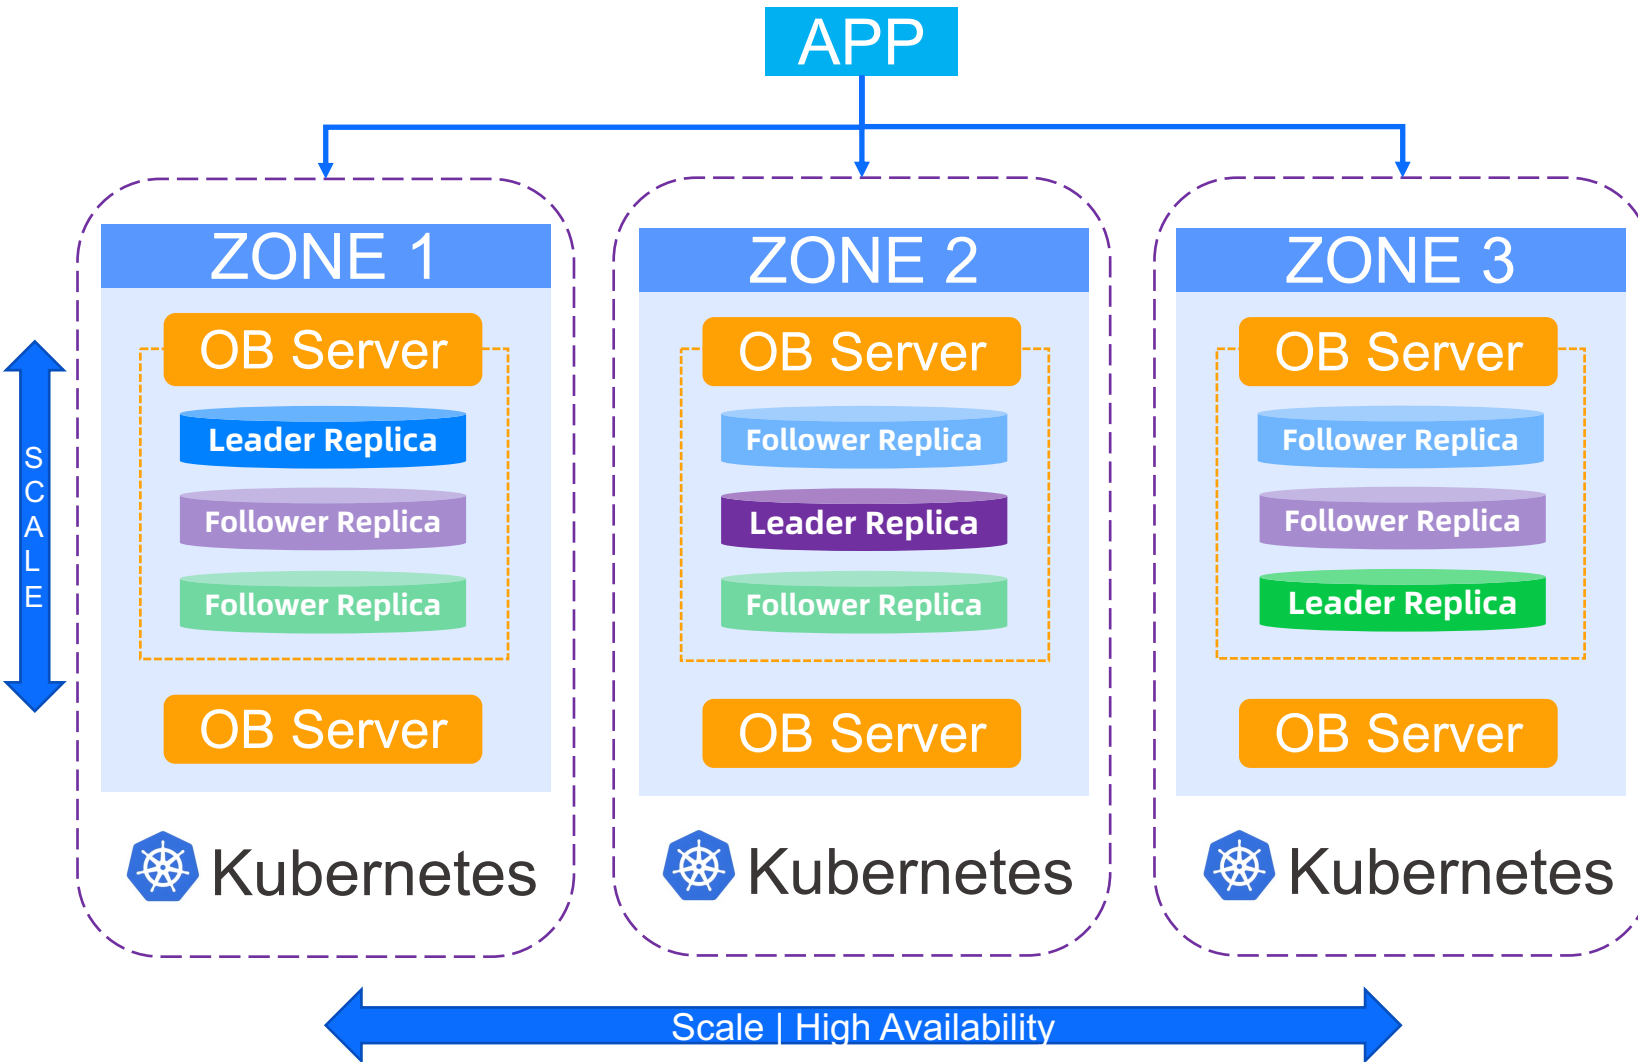 APP
ZONE 1
OB Server
Leader Replica
Follower Replica
Follower Replica
OB Server
Kubernetes
ZONE 2
OB Server
Follower Replica
Leader Replica
Follower Replica
OB Server
Kubernetes
ZONE 3
OB Server
Follower Replica
Follower Replica
Leader Replica
OB Server
Kubernetes
SCALE
Scale | High Availability